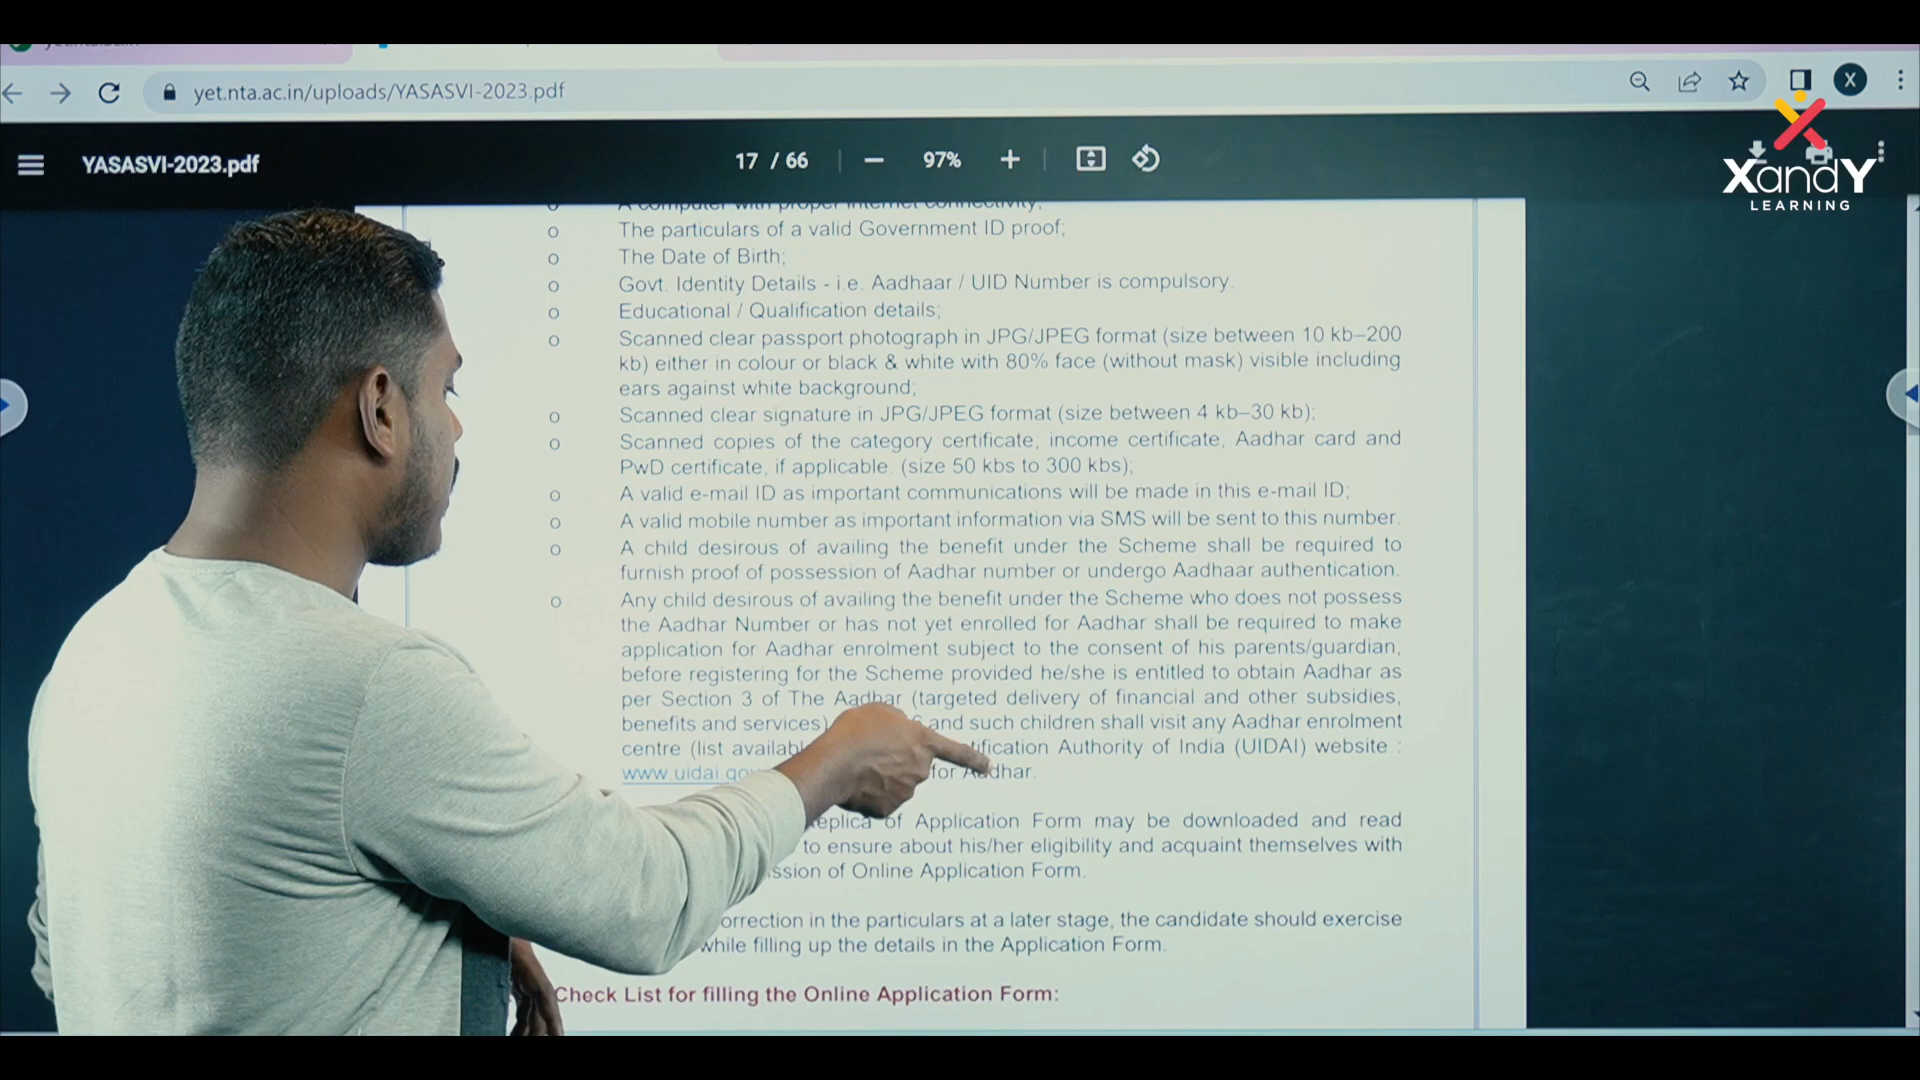 yet.nta.ac.in/uploads/YASASVI-2023.pdf
X
YASASVI-2023.pdf
17 / 66
97%
XandY
LEARNING
A computer with proper internet connectivity;
o The particulars of a valid Government ID proof;
o The Date of Birth;
o Govt. Identity Details - i.e. Aadhaar / UID Number is compulsory.
o Educational / Qualification details;
o Scanned clear passport photograph in JPG/JPEG format (size between 10 kb–200
kb) either in colour or black & white with 80% face (without mask) visible including
ears against white background;
o Scanned clear signature in JPG/JPEG format (size between 4 kb–30 kb);
o Scanned copies of the category certificate, income certificate, Aadhar card and
PwD certificate, if applicable. (size 50 kbs to 300 kbs);
o A valid e-mail ID as important communications will be made in this e-mail ID;
o A valid mobile number as important information via SMS will be sent to this number.
o A child desirous of availing the benefit under the Scheme shall be required to
furnish proof of possession of Aadhar number or undergo Aadhaar authentication.
o Any child desirous of availing the benefit under the Scheme who does not possess
the Aadhar Number or has not yet enrolled for Aadhar shall be required to make
application for Aadhar enrolment subject to the consent of his parents/guardian,
before registering for the Scheme provided he/she is entitled to obtain Aadhar as
per Section 3 of The Aadhar (targeted delivery of financial and other subsidies,
benefits and services) and such children shall visit any Aadhar enrolment
centre (list Authority of India (UIDAI) website :
www.uidai.go for Aadhar.
of Application Form may be downloaded and read
to ensure about his/her eligibility and acquaint themselves with
of Online Application Form.
in the particulars at a later stage, the candidate should exercise
while filling up the details in the Application Form.
Check List for filling the Online Application Form: